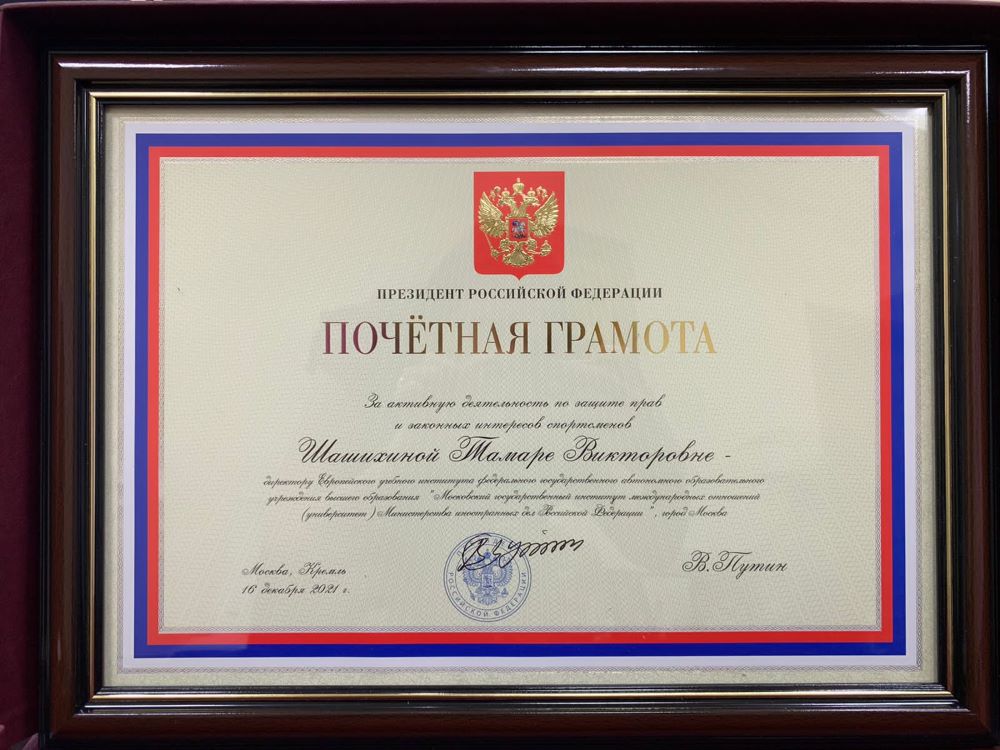 ПРЕЗИДЕНТ РОССИЙСКОЙ ФЕДЕРАЦИИ
ПОЧЁТНАЯ ГРАМОТА
За активную деятельность по защите прав
и законных интересов спортсменов
Шашихиной Тамаре Викторовне -
директору Европейского учебного института федерального государственного автономного образовательного
учреждения высшего образования "Московский государственный институт международных отношений
(университет) Министерства иностранных дел Российской Федерации", город Москва
Москва, Кремль
16 декабря 2021 г.
РОССИЙСКОЙ ФЕДЕРАЦИИ
В.Путин